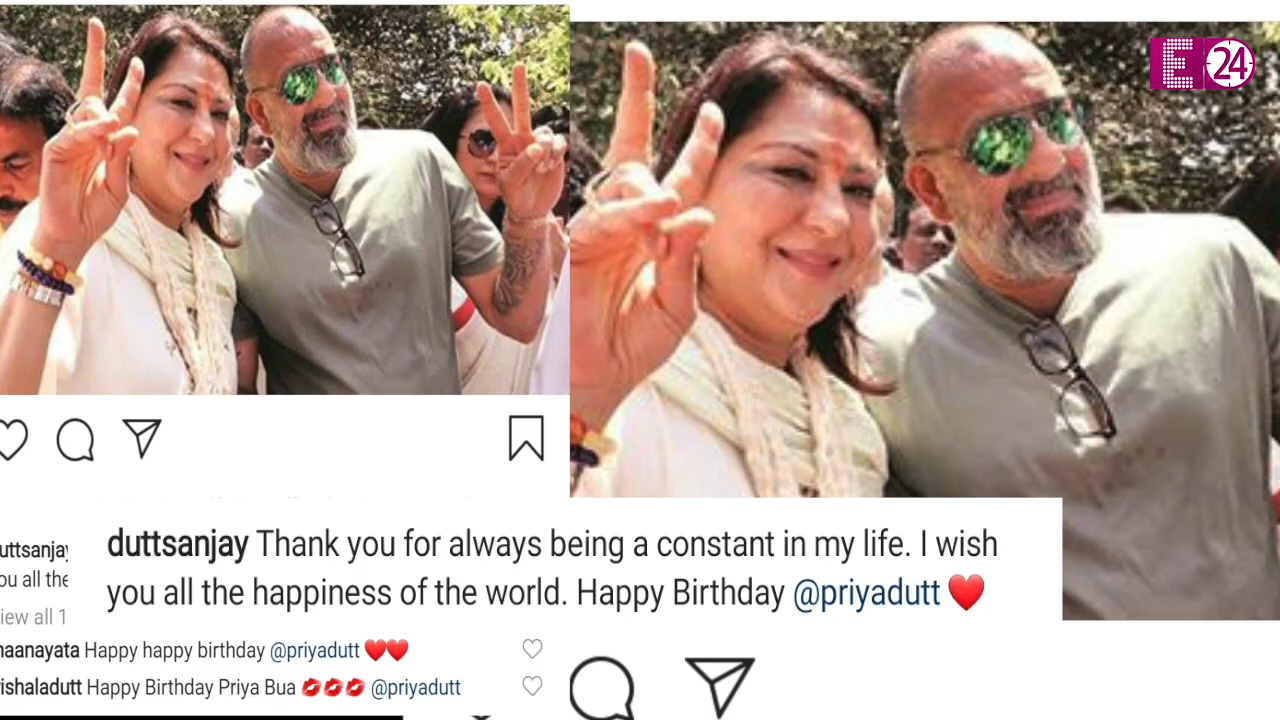 E 24
duttsanjay Thank you for always being a constant in my life. I wish
you all the happiness of the world. Happy Birthday @priyadutt ❤️
uttsanjay
ou all the
iew all 1
naanayata Happy happy birthday @priyadutt ❤️❤️
rishaladutt Happy Birthday Priya Bua 💋💋💋 @priyadutt